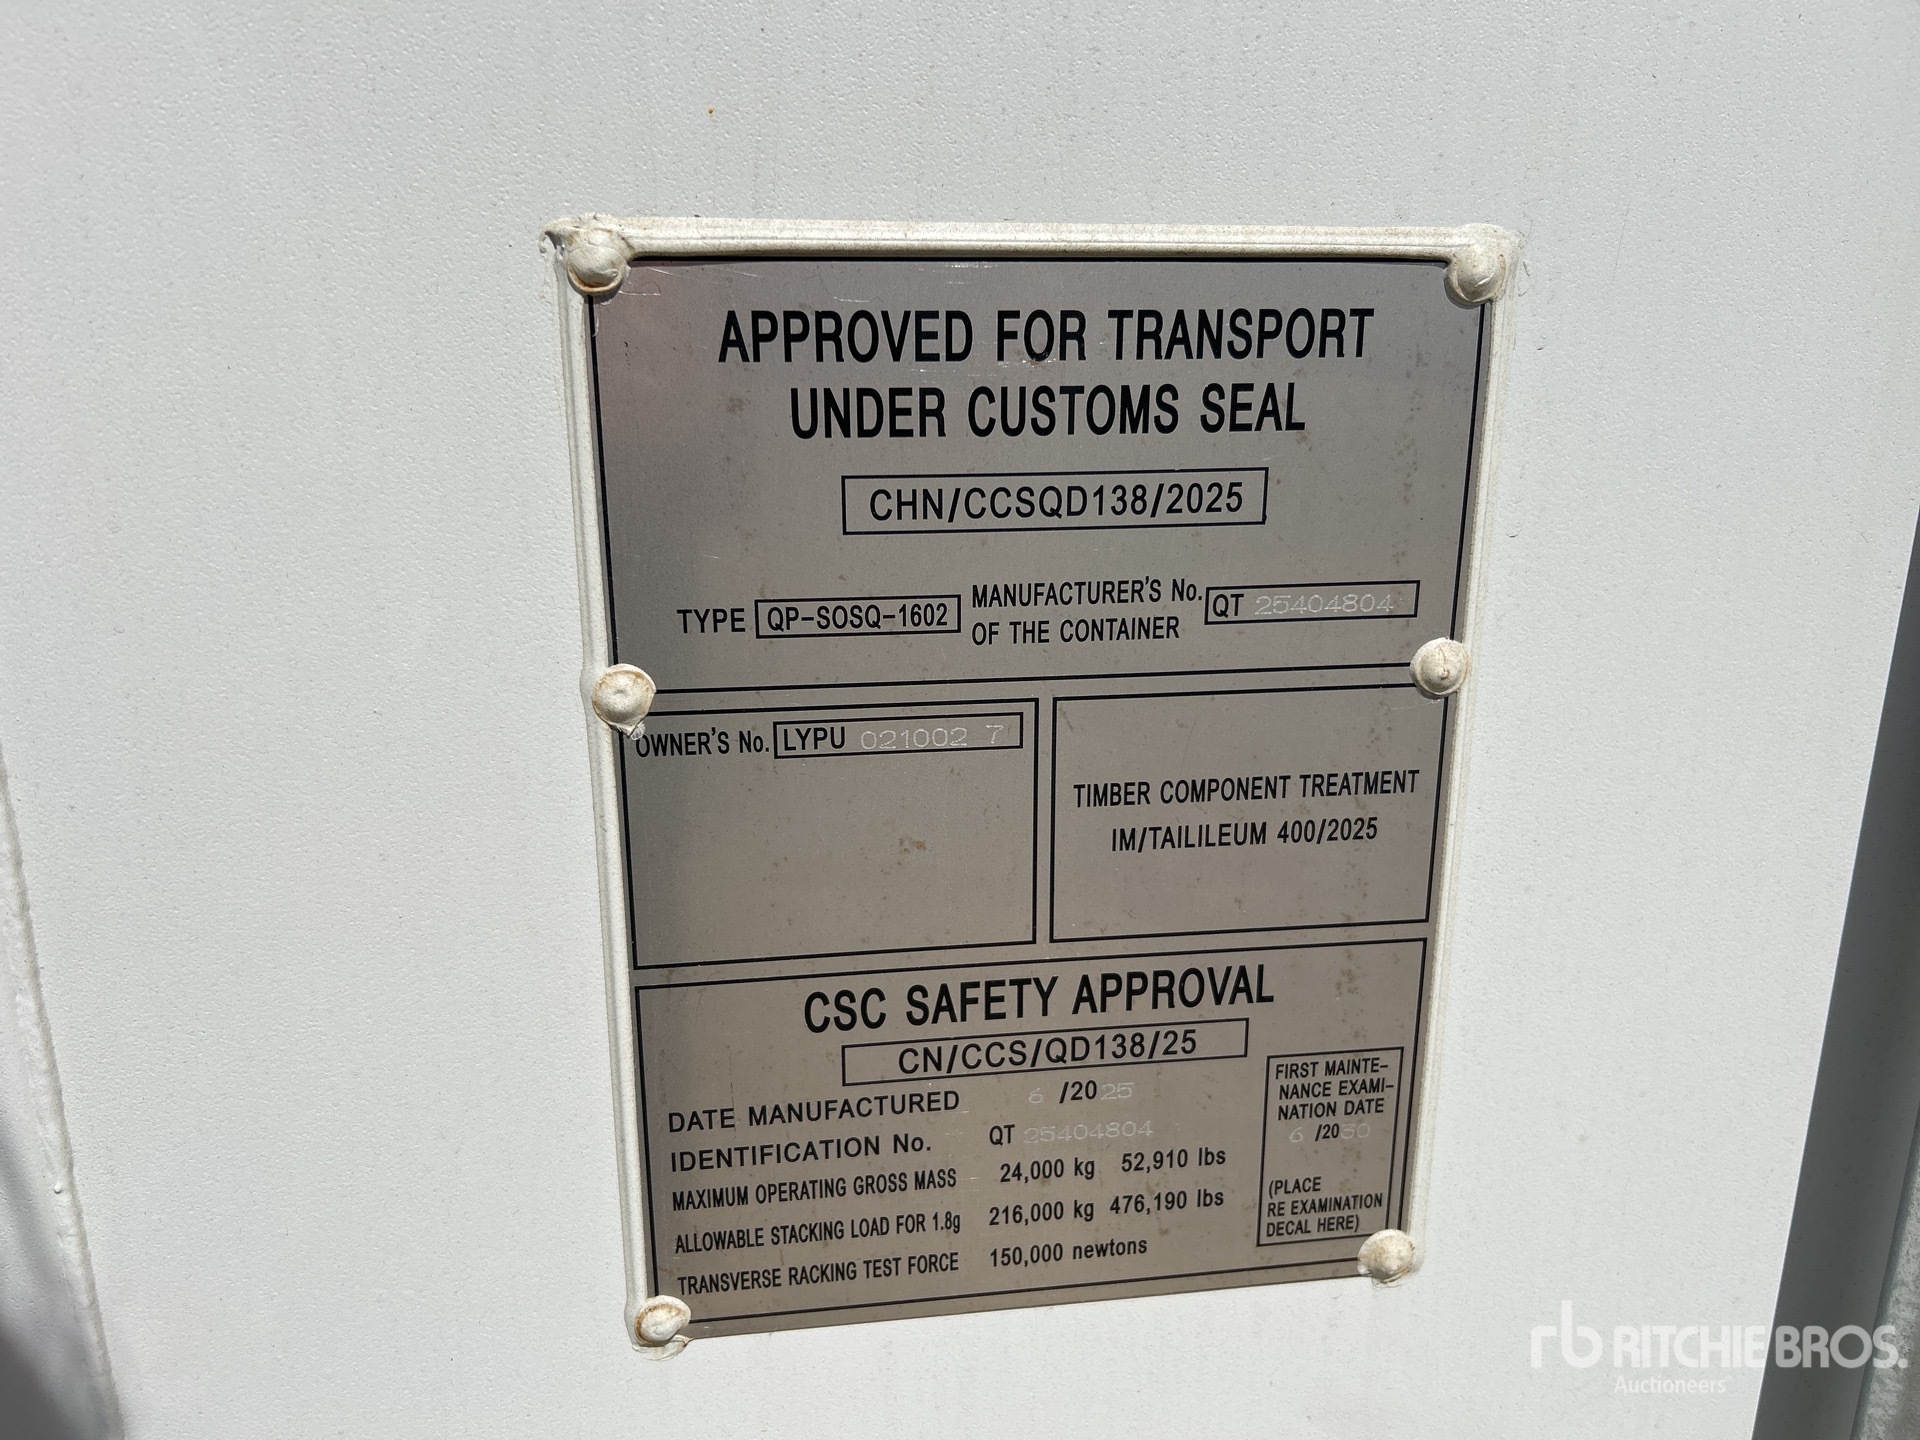 APPROVED FOR TRANSPORT
UNDER CUSTOMS SEAL
CHN/CCSQD138/2025
TYPE QP-SOSQ-1602 MANUFACTURER'S No. OF THE CONTAINER QT 25404804
OWNER'S No. LYPU 021002 7
TIMBER COMPONENT TREATMENT
IM/TAILILEUM 400/2025
CSC SAFETY APPROVAL
CN/CCS/QD138/25
DATE MANUFACTURED 6 /2025
IDENTIFICATION No. QT 25404804
MAXIMUM OPERATING GROSS MASS 24,000 kg 52,910 lbs
ALLOWABLE STACKING LOAD FOR 1.8g 216,000 kg 476,190 lbs
TRANSVERSE RACKING TEST FORCE 150,000 newtons
FIRST MAINTE-
NANCE EXAMI-
NATION DATE
6 /2030
(PLACE
RE EXAMINATION
DECAL HERE)
rb RITCHIE BROS.
Auctioneers